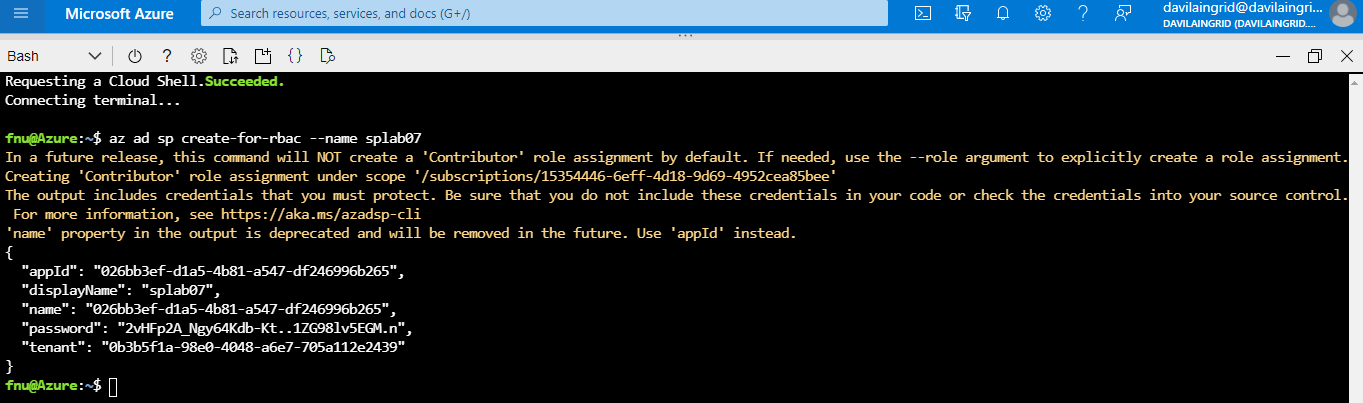 Microsoft Azure
Search resources, services, and docs (G+/)
davilaingrid@davilaingri...
DAVILAINGRID (DAVILAINGRID....
Bash
Requesting a Cloud Shell.Succeeded.
Connecting terminal...
fnu@Azure:~$ az ad sp create-for-rbac --name splab07
In a future release, this command will NOT create a 'Contributor' role assignment by default. If needed, use the --role argument to explicitly create a role assignment.
Creating 'Contributor' role assignment under scope '/subscriptions/15354446-6eff-4d18-9d69-4952cea85bee'
The output includes credentials that you must protect. Be sure that you do not include these credentials in your code or check the credentials into your source control.
For more information, see https://aka.ms/azadsp-cli
'name' property in the output is deprecated and will be removed in the future. Use 'appId' instead.
{
"appId": "026bb3ef-d1a5-4b81-a547-df246996b265",
"displayName": "splab07",
"name": "026bb3ef-d1a5-4b81-a547-df246996b265",
"password": "2vHFp2A_Ngy64Kdb-Kt..1ZG98lv5EGM.n",
"tenant": "0b3b5f1a-98e0-4048-a6e7-705a112e2439"
}
fnu@Azure:~$